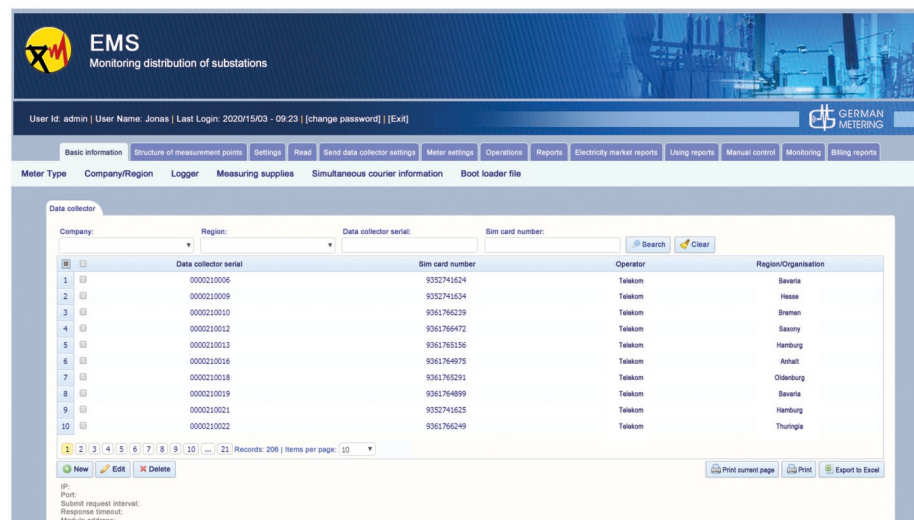 EMS
Monitoring distribution of substations
User Id: admin | User Name: Jonas | Last Login: 2020/15/03 - 09:23 | [change password] | [Exit]
GERMAN
METERING
Basic information Structure of measurement points Settings Read Send data collector settings Meter settings Operations Reports Electricity market reports Using reports Manual control Monitoring Billing reports
Meter Type Company/Region Logger Measuring supplies Simultaneous courier information Boot loader file
Data collector
Company: Region: Data collector serial: Sim card number:
Search Clear
Data collector serial Sim card number Operator Region/Organisation
1 0000210006 9352741624 Telekom Bavaria
2 0000210009 9352741634 Telekom Hesse
3 0000210010 9361766239 Telekom Bremen
4 0000210012 9361766472 Telekom Saxony
5 0000210013 9361765156 Telekom Hamburg
6 0000210016 9361764975 Telekom Anhalt
7 0000210018 9361765291 Telekom Oldenburg
8 0000210019 9361764899 Telekom Bavaria
9 0000210021 9352741625 Telekom Hamburg
10 0000210022 9361766249 Telekom Thuringia
1 2 3 4 5 6 7 8 9 10 ... 21 Records: 206 | Items per page: 10
New Edit Delete Print current page Print Export to Excel
IP:
Port:
Submit request interval:
Response timeout:
Module address: